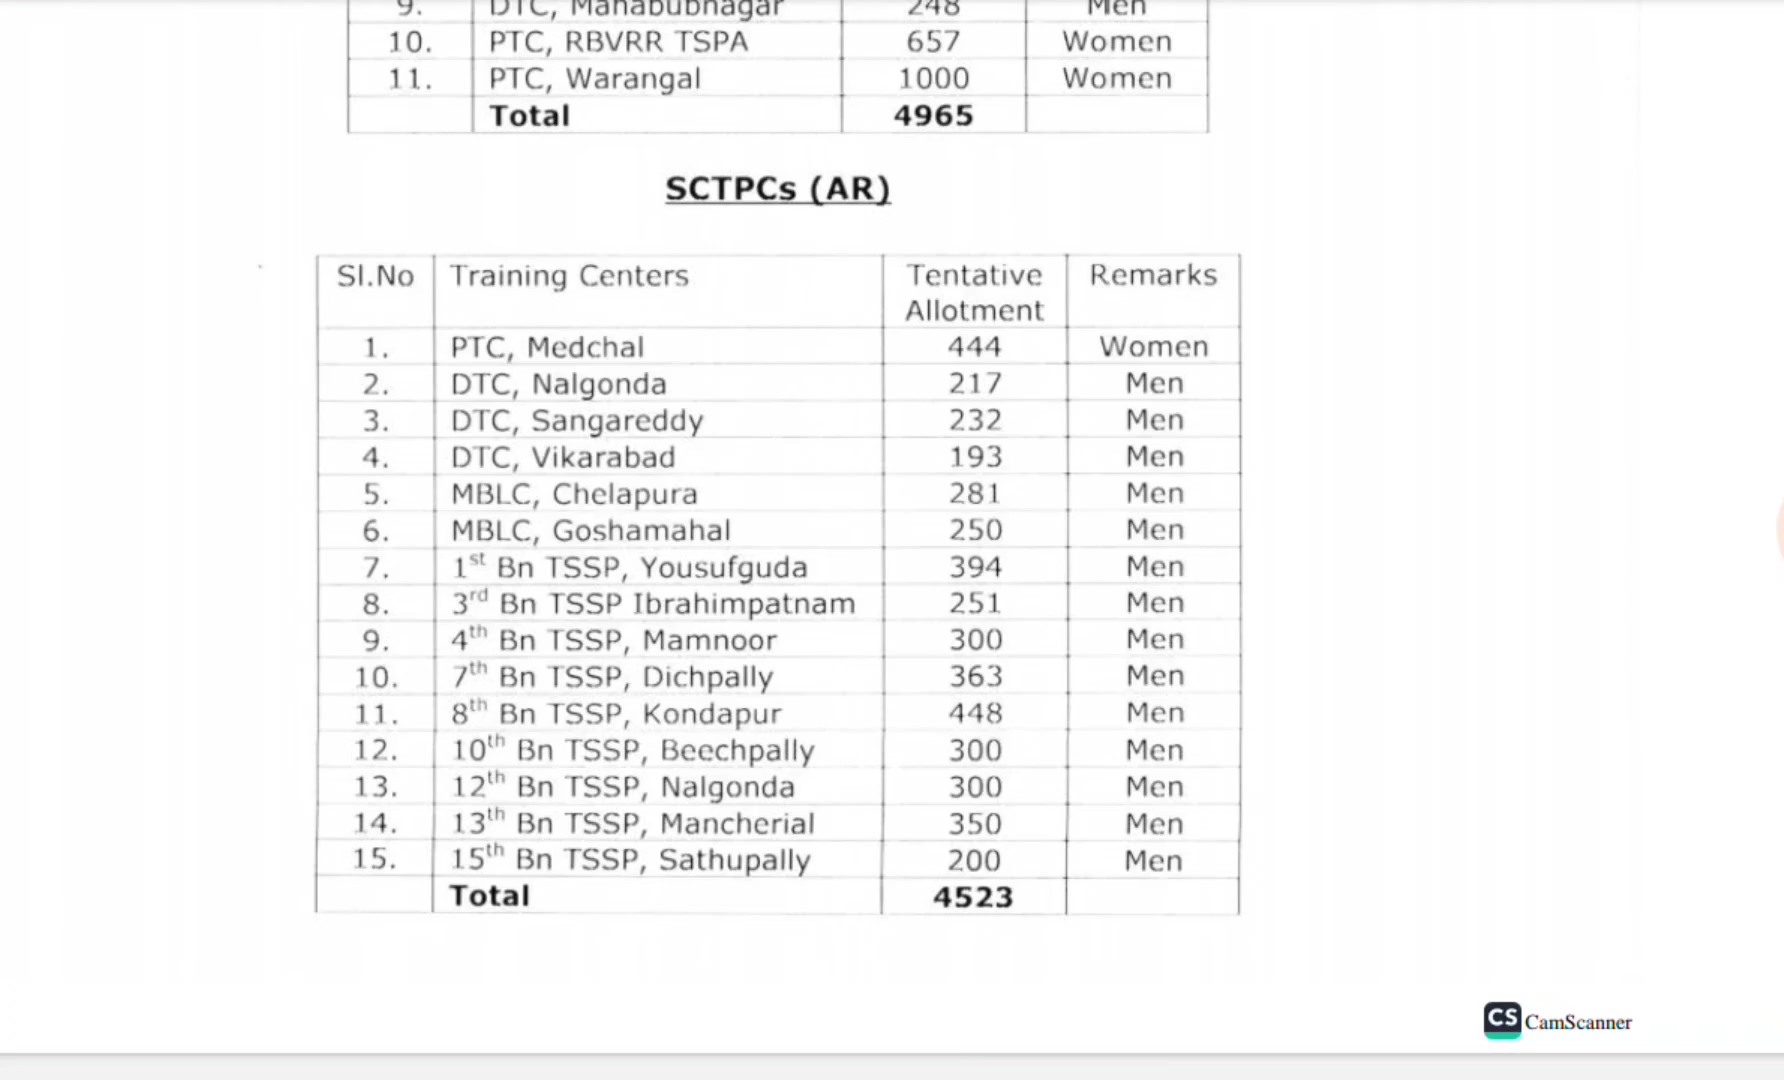 9. DTC, Mahabubnagar 248 Men
10. PTC, RBVRR TSPA 657 Women
11. PTC, Warangal 1000 Women
Total 4965
SCTPCs (AR)
Sl.No Training Centers Tentative Allotment Remarks
1. PTC, Medchal 444 Women
2. DTC, Nalgonda 217 Men
3. DTC, Sangareddy 232 Men
4. DTC, Vikarabad 193 Men
5. MBLC, Chelapura 281 Men
6. MBLC, Goshamahal 250 Men
7. 1st Bn TSSP, Yousufguda 394 Men
8. 3rd Bn TSSP Ibrahimpatnam 251 Men
9. 4th Bn TSSP, Mamnoor 300 Men
10. 7th Bn TSSP, Dichpally 363 Men
11. 8th Bn TSSP, Kondapur 448 Men
12. 10th Bn TSSP, Beechpally 300 Men
13. 12th Bn TSSP, Nalgonda 300 Men
14. 13th Bn TSSP, Mancherial 350 Men
15. 15th Bn TSSP, Sathupally 200 Men
Total 4523
CS CamScanner